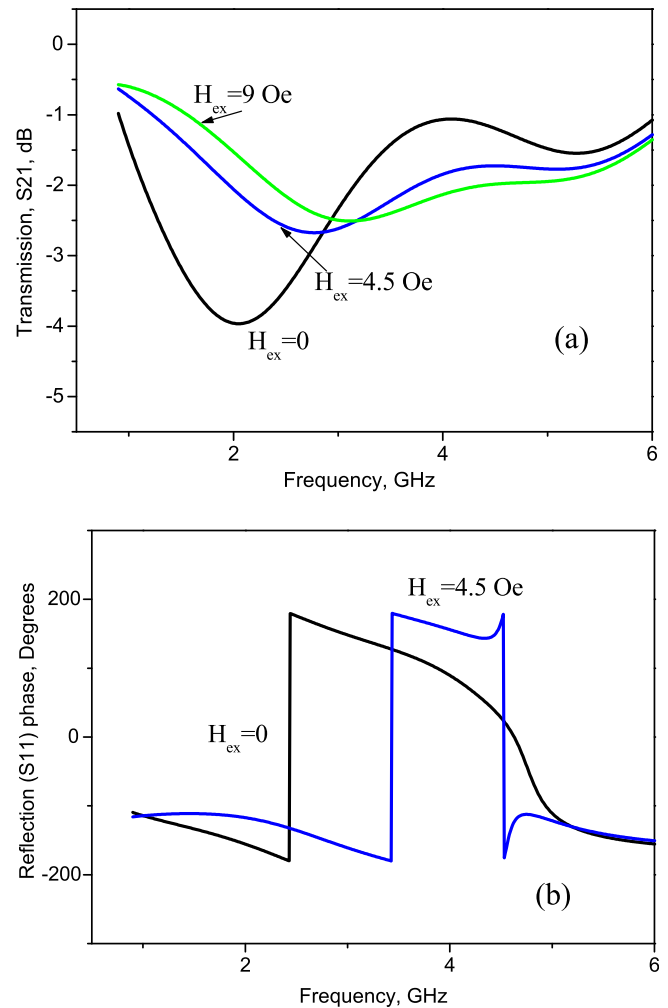 0
H_ex=9 Oe
-1
-2
H_ex=4.5 Oe
-3
H_ex=0
(a)
-4
-5
Transmission, S21, dB
2
4
6
Frequency, GHz
H_ex=4.5 Oe
200
H_ex=0
0
-200
(b)
Reflection (S11) phase, Degrees
2
4
6
Frequency, GHz